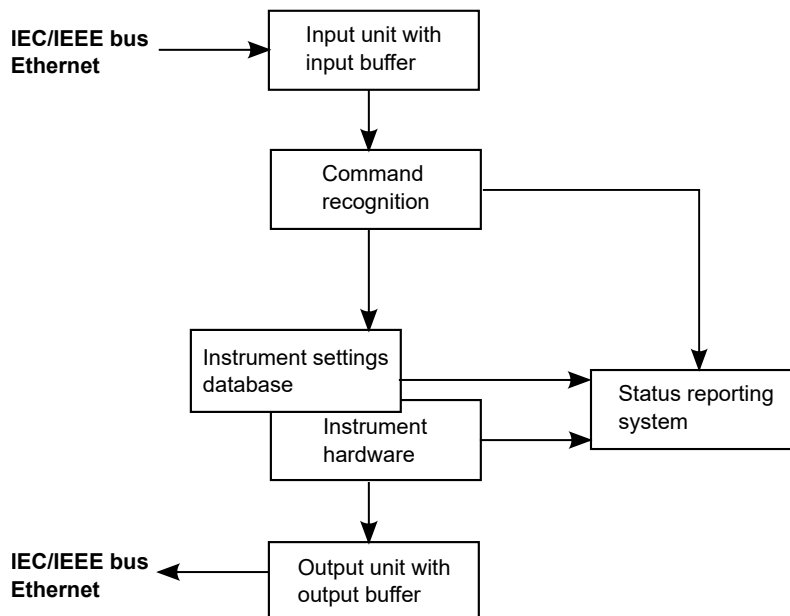 IEC/IEEE bus
Ethernet
Input unit with
input buffer
Command
recognition
Instrument settings
database
Instrument
hardware
Status reporting
system
IEC/IEEE bus
Ethernet
Output unit with
output buffer